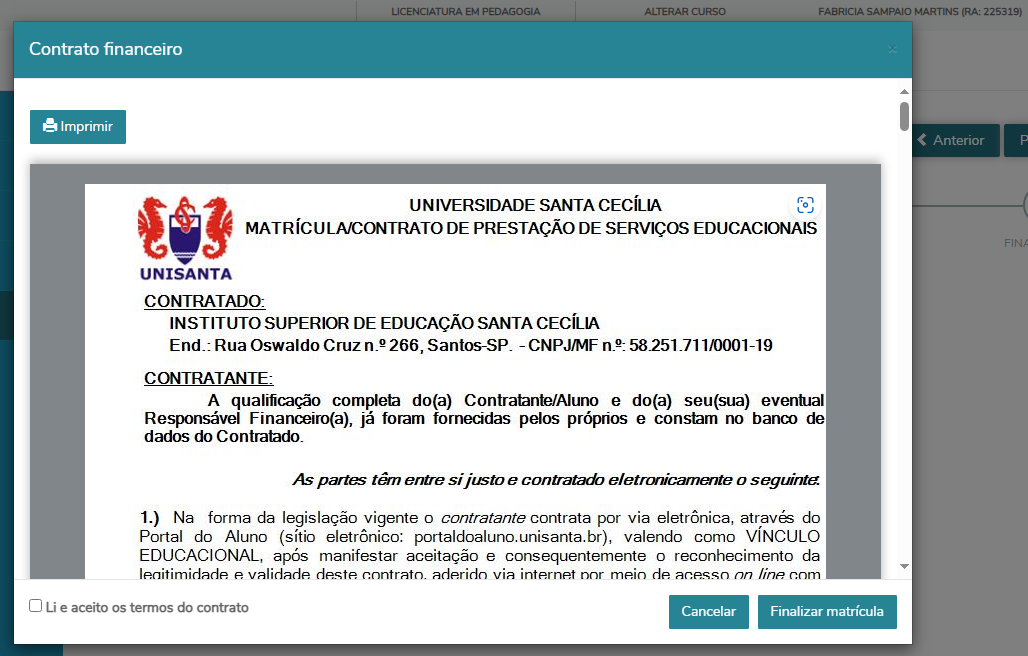 LICENCIATURA EM PEDAGOGIA
ALTERAR CURSO
FABRICIA SAMPAIO MARTINS (RA: 225319)
Contrato financeiro
×
Imprimir
Anterior
P
FINA
UNISANTA
UNIVERSIDADE SANTA CECÍLIA
MATRÍCULA/CONTRATO DE PRESTAÇÃO DE SERVIÇOS EDUCACIONAIS
CONTRATADO:
INSTITUTO SUPERIOR DE EDUCAÇÃO SANTA CECÍLIA
End.: Rua Oswaldo Cruz n.º 266, Santos-SP. - CNPJ/MF n.º: 58.251.711/0001-19
CONTRATANTE:
A qualificação completa do(a) Contratante/Aluno e do(a) seu(sua) eventual
Responsável Financeiro(a), já foram fornecidas pelos próprios e constam no banco de
dados do Contratado.
As partes têm entre si justo e contratado eletronicamente o seguinte:
1.) Na forma da legislação vigente o contratante contrata por via eletrônica, através do
Portal do Aluno (sítio eletrônico: portaldoaluno.unisanta.br), valendo como VÍNCULO
EDUCACIONAL, após manifestar aceitação e consequentemente o reconhecimento da
legitimidade e validade deste contrato, aderido via internet por meio de acesso on line com
Li e aceito os termos do contrato
Cancelar
Finalizar matrícula